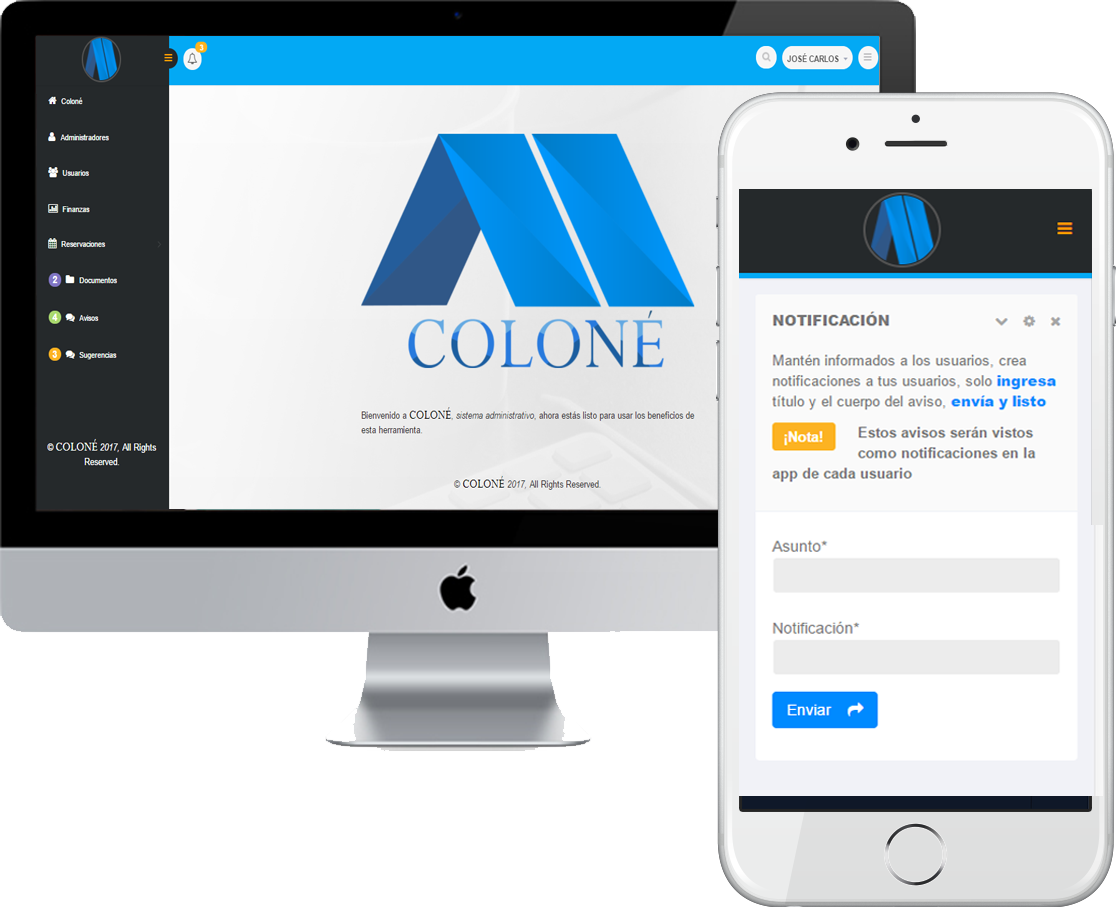 3
JOSÉ CARLOS
Coloné
Administradores
Usuarios
Finanzas
Reservaciones
2 Documentos
4 Avisos
3 Sugerencias
© COLONÉ 2017, All Rights
Reserved.
COLONÉ
Bienvenido a COLONÉ, sistema administrativo, ahora estás listo para usar los beneficios de
esta herramienta.
© COLONÉ 2017, All Rights Reserved.
NOTIFICACIÓN
Mantén informados a los usuarios, crea
notificaciones a tus usuarios, solo ingresa
título y el cuerpo del aviso, envía y listo
¡Nota! Estos avisos serán vistos
como notificaciones en la
app de cada usuario
Asunto*
Notificación*
Enviar